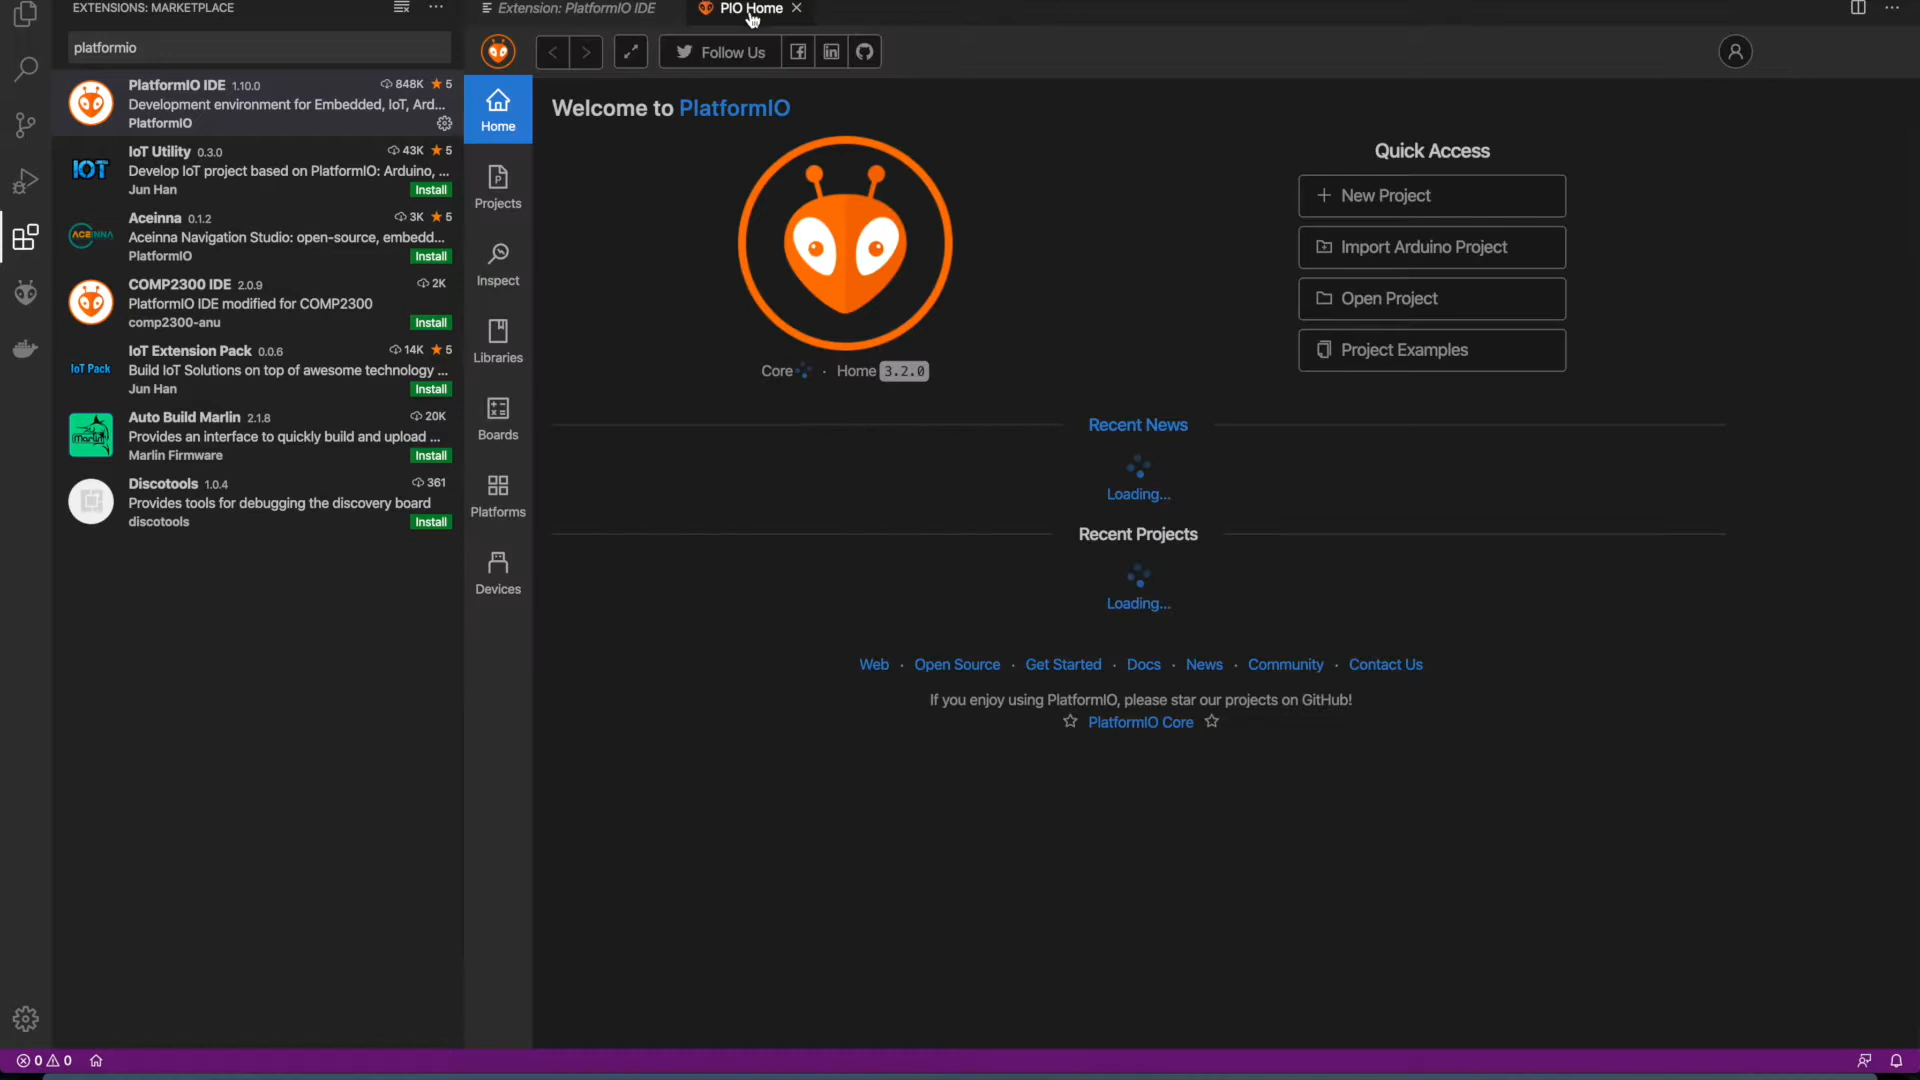 EXTENSIONS: MARKETPLACE
platformio
PlatformIO IDE 1.10.0 848K 5
Development environment for Embedded, IoT, Ard...
PlatformIO
IoT Utility 0.3.0 43K 5
Develop IoT project based on PlatformIO: Arduino, ...
Jun Han Install
Aceinna 0.1.2 3K 5
Aceinna Navigation Studio: open-source, embedd...
PlatformIO Install
COMP2300 IDE 2.0.9 2K
PlatformIO IDE modified for COMP2300
comp2300-anu Install
IoT Extension Pack 0.0.6 14K 5
Build IoT Solutions on top of awesome technology ...
Jun Han Install
Auto Build Marlin 2.1.8 20K
Provides an interface to quickly build and upload ...
Marlin Firmware Install
Discotools 1.0.4 361
Provides tools for debugging the discovery board
discotools Install
IOT
ACEINNA
IoT Pack
Marlin
Extension: PlatformIO IDE
PIO Home
Follow Us
Home
Projects
Inspect
Libraries
Boards
Platforms
Devices
Welcome to PlatformIO
Core · Home 3.2.0
Quick Access
New Project
Import Arduino Project
Open Project
Project Examples
Recent News
Loading...
Recent Projects
Loading...
Web · Open Source · Get Started · Docs · News · Community · Contact Us
If you enjoy using PlatformIO, please star our projects on GitHub!
PlatformIO Core
0 0